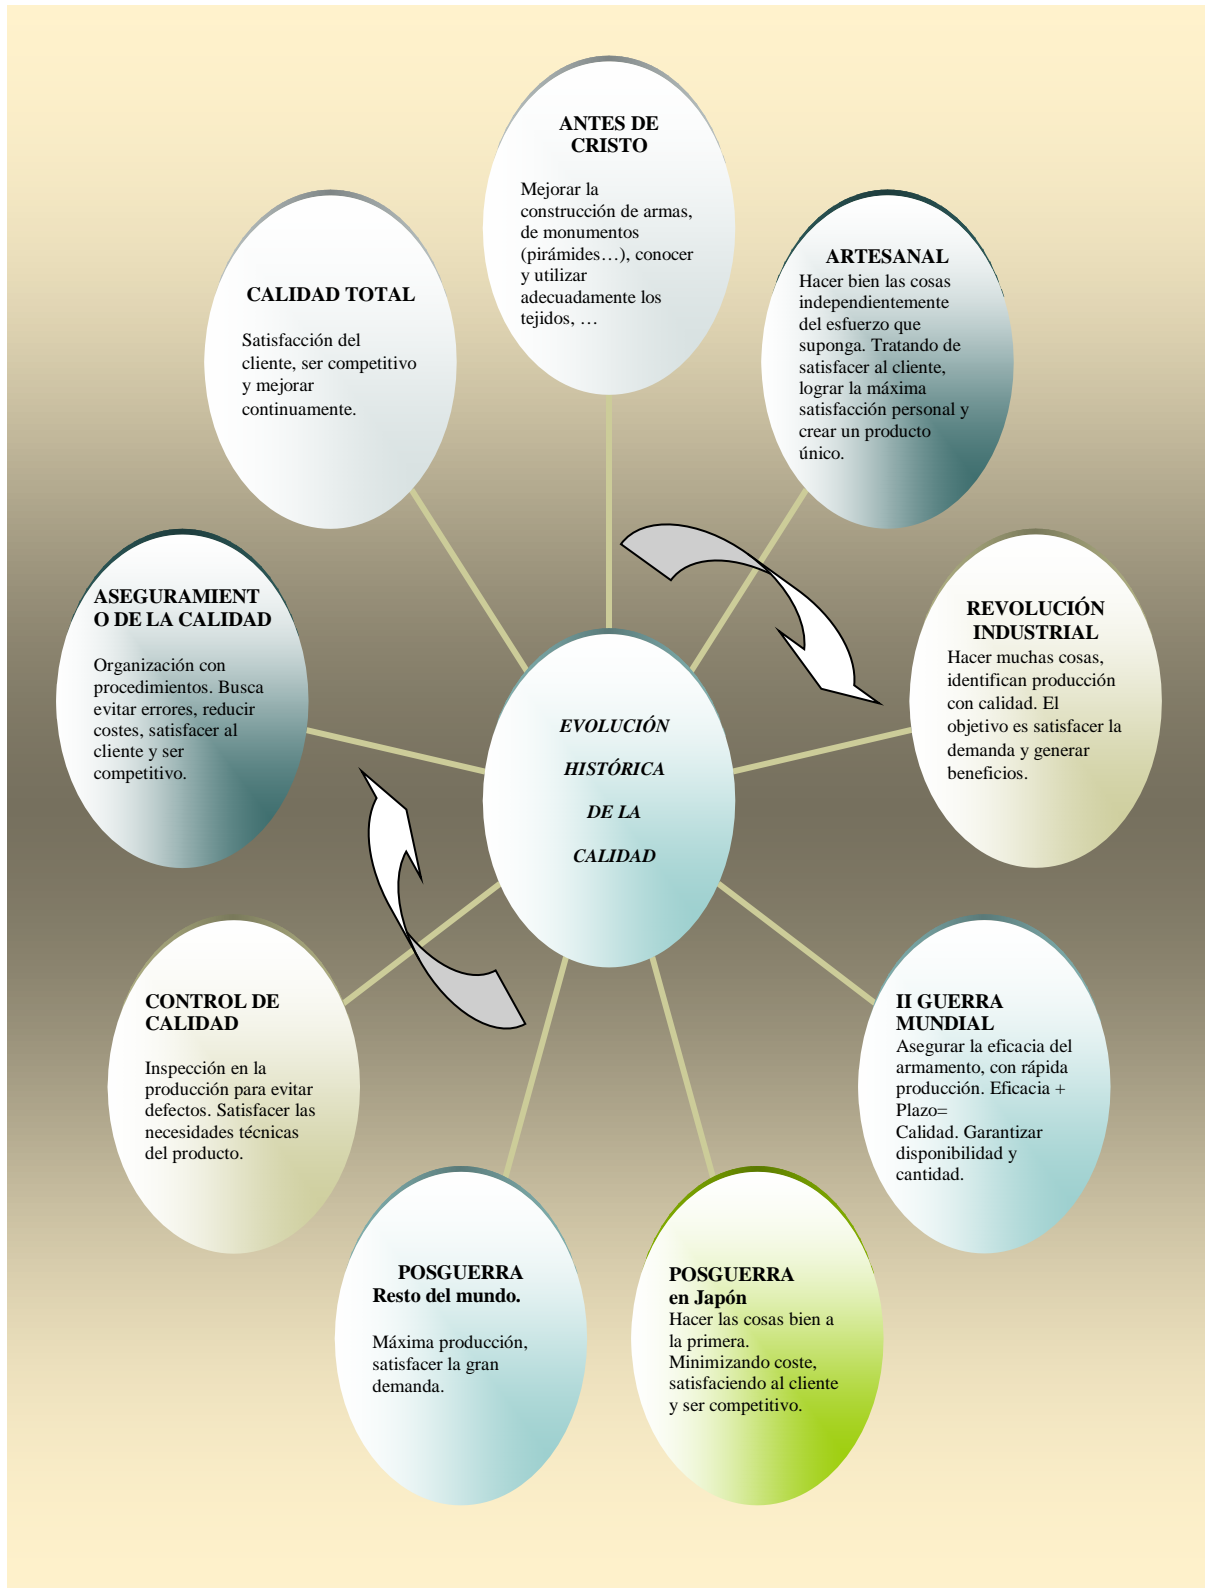 ANTES DE
CRISTO
Mejorar la
construcción de armas,
de monumentos
(pirámides…), conocer
y utilizar
adecuadamente los
tejidos, …
ARTESANAL
Hacer bien las cosas
independientemente
del esfuerzo que
suponga. Tratando de
satisfacer al cliente,
lograr la máxima
satisfacción personal y
crear un producto
único.
REVOLUCIÓN
INDUSTRIAL
Hacer muchas cosas,
identifican producción
con calidad. El
objetivo es satisfacer la
demanda y generar
beneficios.
II GUERRA
MUNDIAL
Asegurar la eficacia del
armamento, con rápida
producción. Eficacia +
Plazo=
Calidad. Garantizar
disponibilidad y
cantidad.
POSGUERRA
en Japón
Hacer las cosas bien a
la primera.
Minimizando coste,
satisfaciendo al cliente
y ser competitivo.
POSGUERRA
Resto del mundo.
Máxima producción,
satisfacer la gran
demanda.
CONTROL DE
CALIDAD
Inspección en la
producción para evitar
defectos. Satisfacer las
necesidades técnicas
del producto.
ASEGURAMIENT
O DE LA CALIDAD
Organización con
procedimientos. Busca
evitar errores, reducir
costes, satisfacer al
cliente y ser
competitivo.
CALIDAD TOTAL
Satisfacción del
cliente, ser competitivo
y mejorar
continuamente.
EVOLUCIÓN
HISTÓRICA
DE LA
CALIDAD